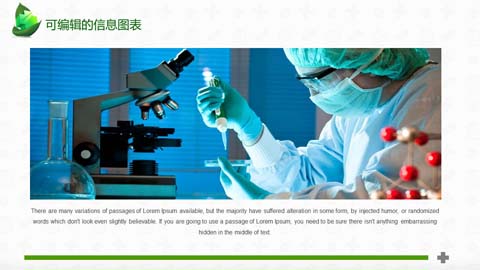 可编辑的信息图表
There are many variations of passages of Lorem Ipsum available, but the majority have suffered alteration in some form, by injected humor, or randomized
words which don't look even slightly believable. If you are going to use a passage of Lorem Ipsum, you need to be sure there isn't anything embarrassing
hidden in the middle of text.